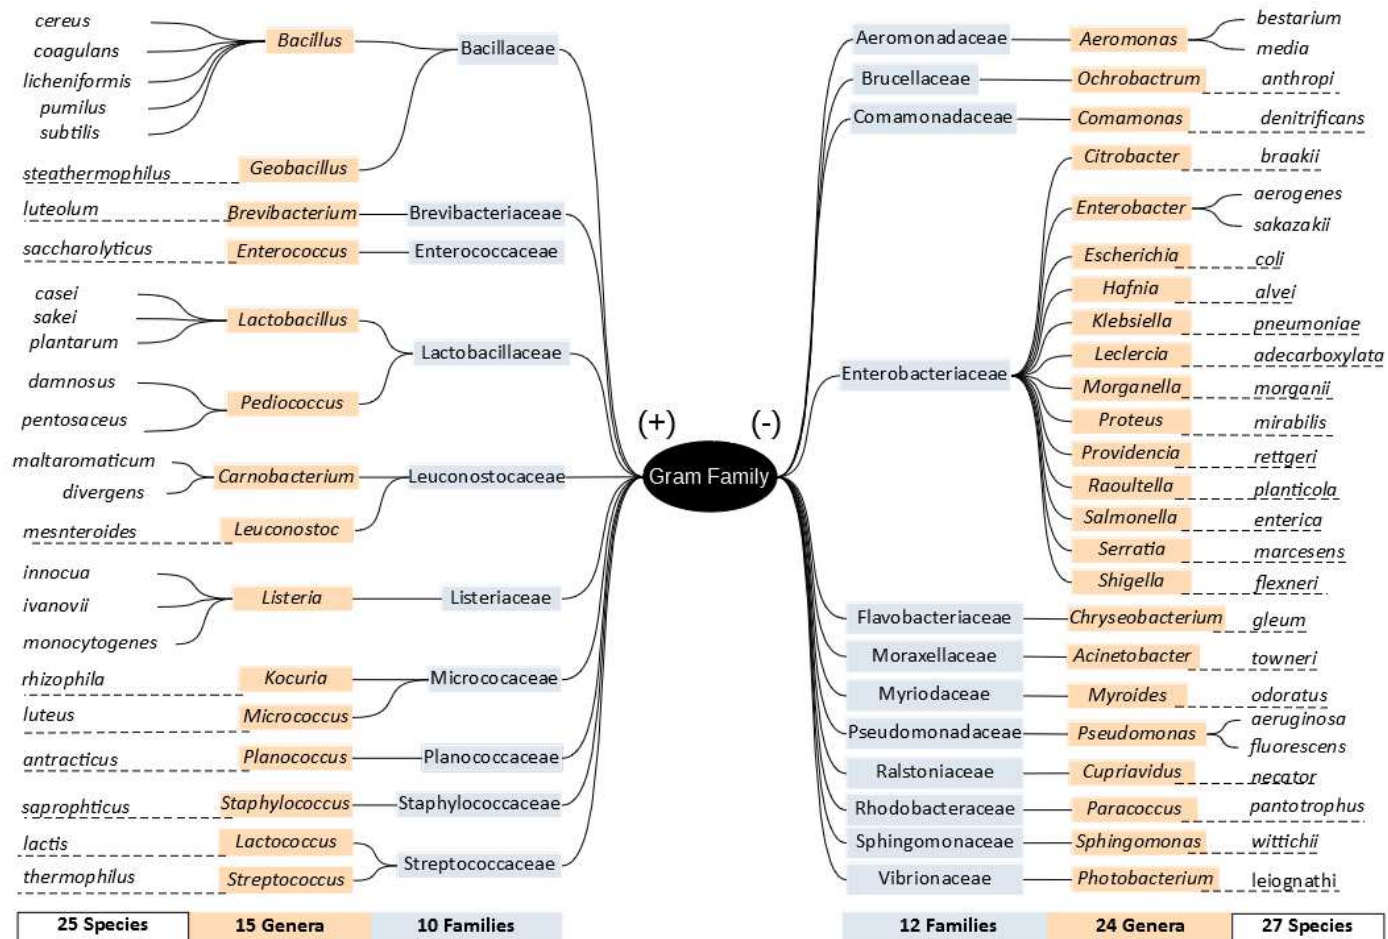 cereus
coagulans
licheniformis
pumilus
subtilis
Bacillus
Bacillaceae
steathermophilus
Geobacillus
luteolum
Brevibacterium
Brevibacteriaceae
saccharolyticus
Enterococcus
Enterococcaceae
casei
sakei
plantarum
Lactobacillus
Lactobacillaceae
damnosus
pentosaceus
Pediococcus
maltaromaticum
divergens
Carnobacterium
Leuconostocaceae
mesnteroides
Leuconostoc
innocua
ivanovii
monocytogenes
Listeria
Listeriaceae
rhizophila
Kocuria
Micrococaceae
luteus
Micrococcus
antracticus
Planococcus
Planococcaceae
saprophticus
Staphylococcus
Staphylococcaceae
lactis
Lactococcus
Streptococcaceae
thermophilus
Streptococcus
25 Species
15 Genera
10 Families
(+)
(-)
Gram Family
Aeromonadaceae
Aeromonas
bestarium
media
Brucellaceae
Ochrobactrum
anthropi
Comamonadaceae
Comamonas
denitrificans
Enterobacteriaceae
Citrobacter
braakii
Enterobacter
aerogenes
sakazakii
Escherichia
coli
Hafnia
alvei
Klebsiella
pneumoniae
Leclercia
adecarboxylata
Morganella
morganii
Proteus
mirabilis
Providencia
rettgeri
Raoultella
planticola
Salmonella
enterica
Serratia
marcesens
Shigella
flexneri
Flavobacteriaceae
Chryseobacterium
gleum
Moraxellaceae
Acinetobacter
towneri
Myriodaceae
Myroides
odoratus
Pseudomonadaceae
Pseudomonas
aeruginosa
fluorescens
Ralstoniaceae
Cupriavidus
necator
Rhodobacteraceae
Paracoccus
pantotrophus
Sphingomonaceae
Sphingomonas
wittichii
Vibrionaceae
Photobacterium
leiognathi
12 Families
24 Genera
27 Species